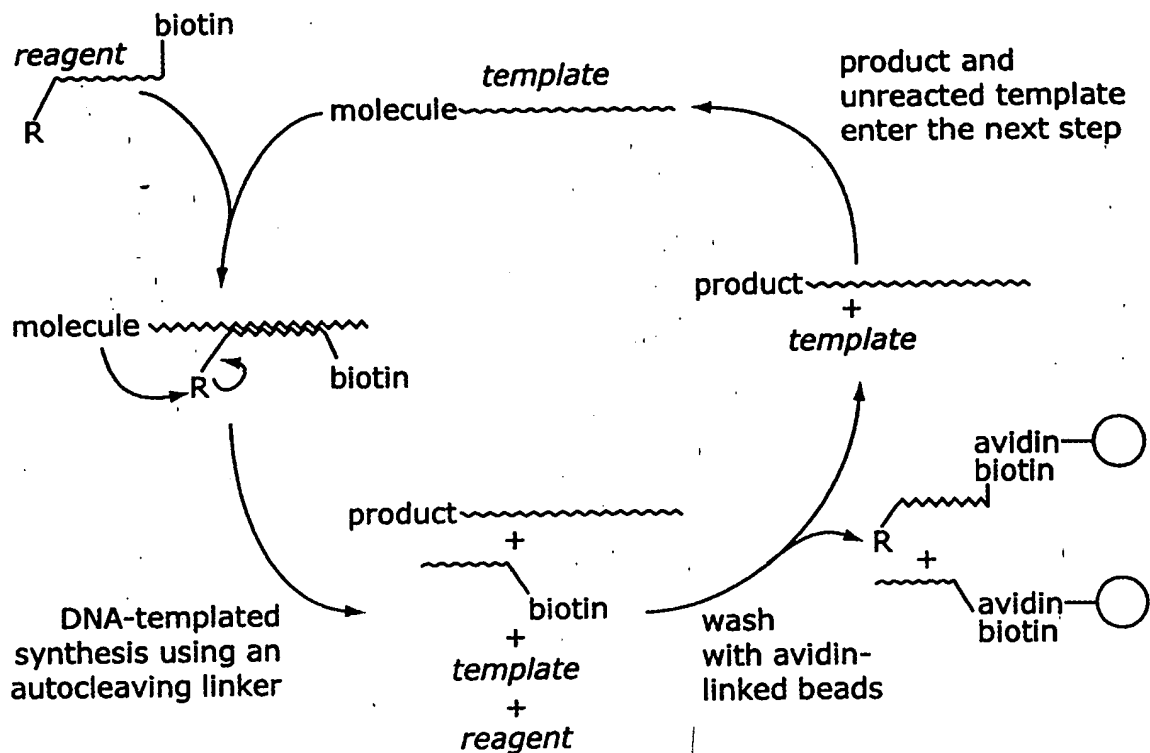 biotin
reagent
R
template
molecule
product and
unreacted template
enter the next step
molecule
R
biotin
product
+
template
DNA-templated
synthesis using an
autocleaving linker
product
+
biotin
+
template
+
reagent
wash
with avidin-
linked beads
avidin
biotin
R
+
avidin
biotin